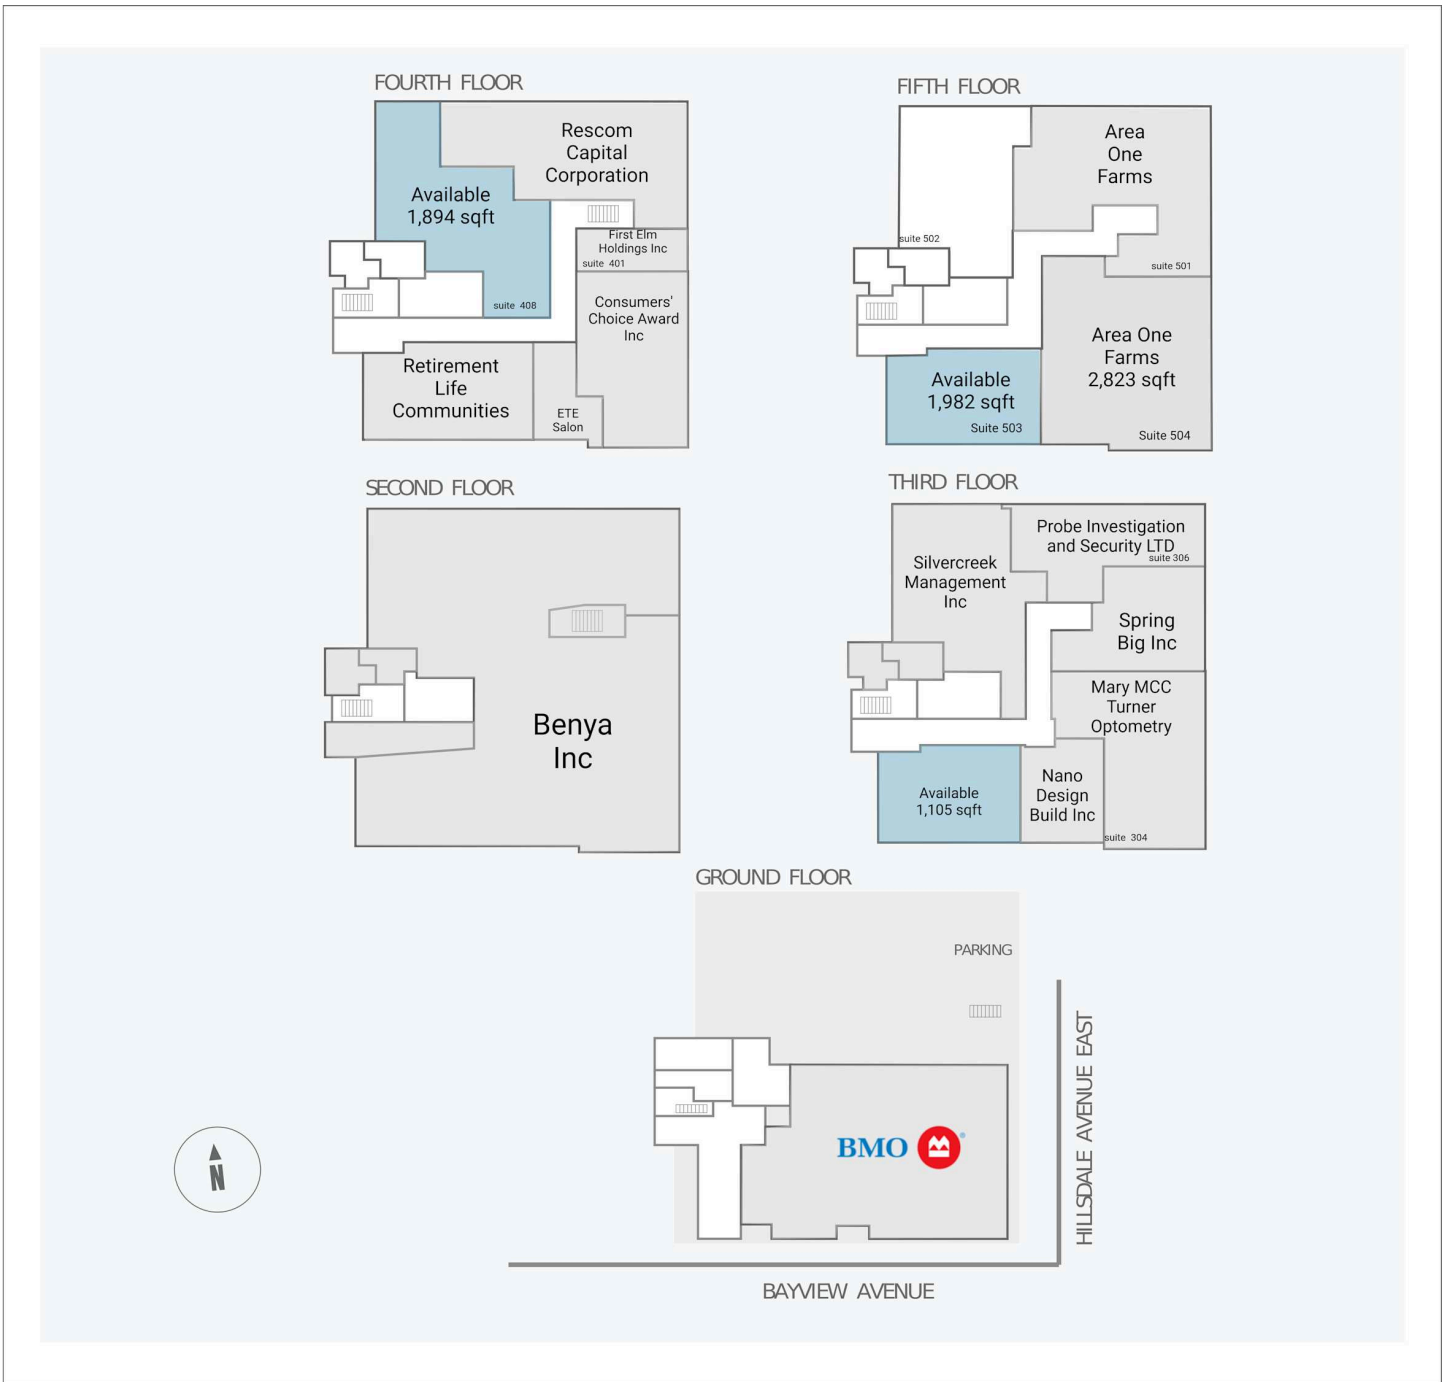 FOURTH FLOOR
Rescom
Capital
Corporation
Available
1,894 sqft
First Elm
Holdings Inc
suite 401
suite 408
Consumers'
Choice Award
Inc
Retirement
Life
Communities
ETE
Salon
FIFTH FLOOR
Area
One
Farms
suite 502
suite 501
Area One
Farms
2,823 sqft
Suite 504
Available
1,982 sqft
Suite 503
SECOND FLOOR
Benya
Inc
THIRD FLOOR
Probe Investigation
and Security LTD
suite 306
Silvercreek
Management
Inc
Spring
Big Inc
Mary MCC
Turner
Optometry
Available
1,105 sqft
Nano
Design
Build Inc
suite 304
GROUND FLOOR
PARKING
BMO
®
HILLSDALE AVENUE EAST
N
BAYVIEW AVENUE